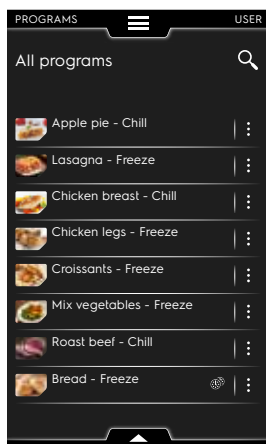 PROGRAMS USER
All programs
Apple pie - Chill
Lasagna - Freeze
Chicken breast - Chill
Chicken legs - Freeze
Croissants - Freeze
Mix vegetables - Freeze
Roast beef - Chill
Bread - Freeze